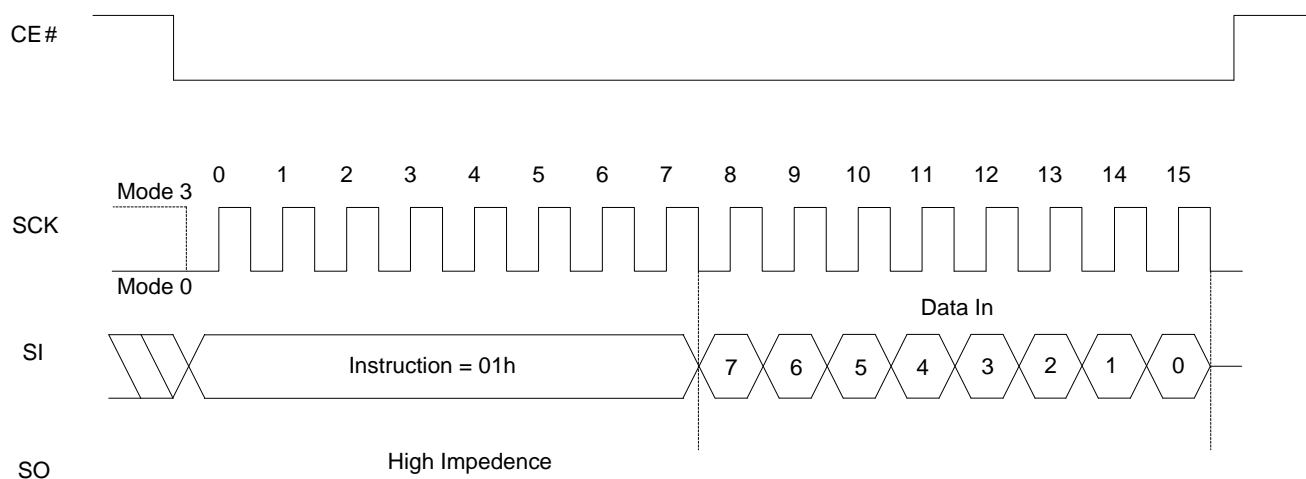 CE#
0 1 2 3 4 5 6 7 8 9 10 11 12 13 14 15
Mode 3
SCK
Mode 0
Data In
SI
Instruction = 01h
7 6 5 4 3 2 1 0
High Impedence
SO